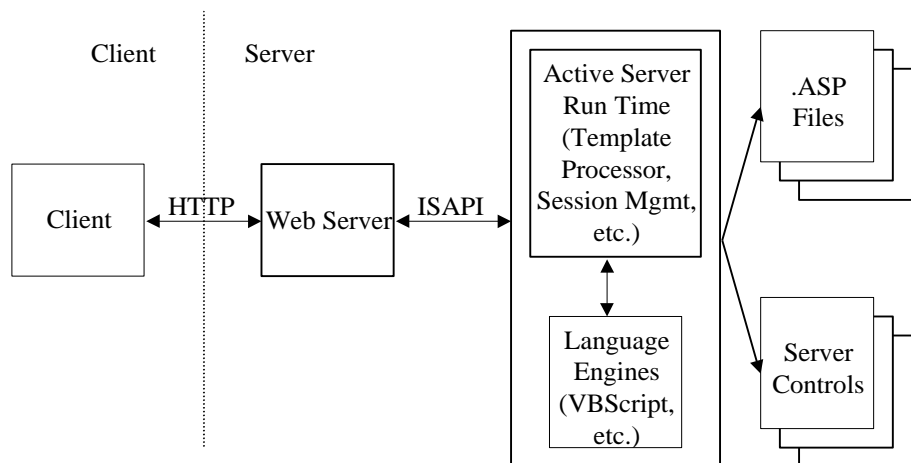 Client
Server
Client
HTTP
Web Server
ISAPI
Active Server
Run Time
(Template
Processor,
Session Mgmt,
etc.)
Language
Engines
(VBScript,
etc.)
.ASP
Files
Server
Controls